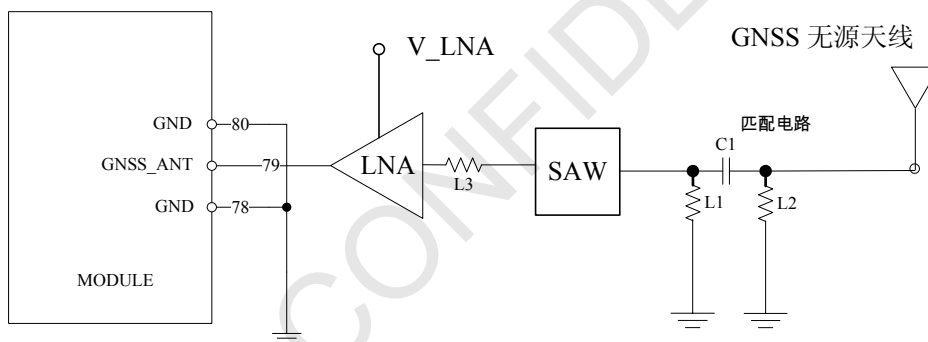 V_LNA
GNSS 无源天线
GND
80
匹配电路
C1
GNSS_ANT
79
LNA
L3
SAW
GND
78
L1
L2
MODULE
CONFIDE